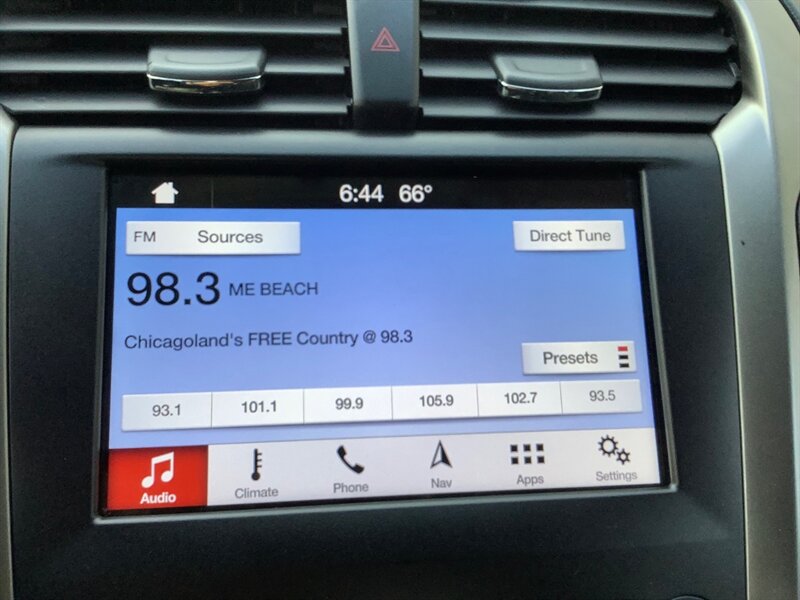 6:44 66°
FM Sources
Direct Tune
98.3 ME BEACH
Chicagoland's FREE Country @ 98.3
Presets
93.1 101.1 99.9 105.9 102.7 93.5
Audio Climate Phone Nav Apps Settings